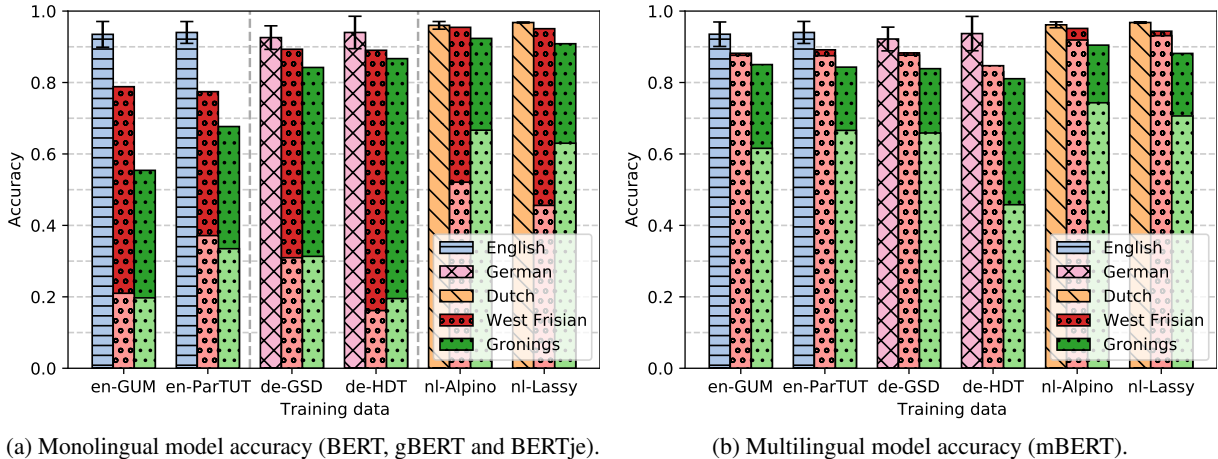 1.0
0.8
0.6
0.4
0.2
0.0
Accuracy
English
German
Dutch
West Frisian
Gronings
en-GUM en-ParTUT de-GSD de-HDT nl-Alpino nl-Lassy
Training data
(a) Monolingual model accuracy (BERT, gBERT and BERTje).
1.0
0.8
0.6
0.4
0.2
0.0
Accuracy
English
German
Dutch
West Frisian
Gronings
en-GUM en-ParTUT de-GSD de-HDT nl-Alpino nl-Lassy
Training data
(b) Multilingual model accuracy (mBERT).